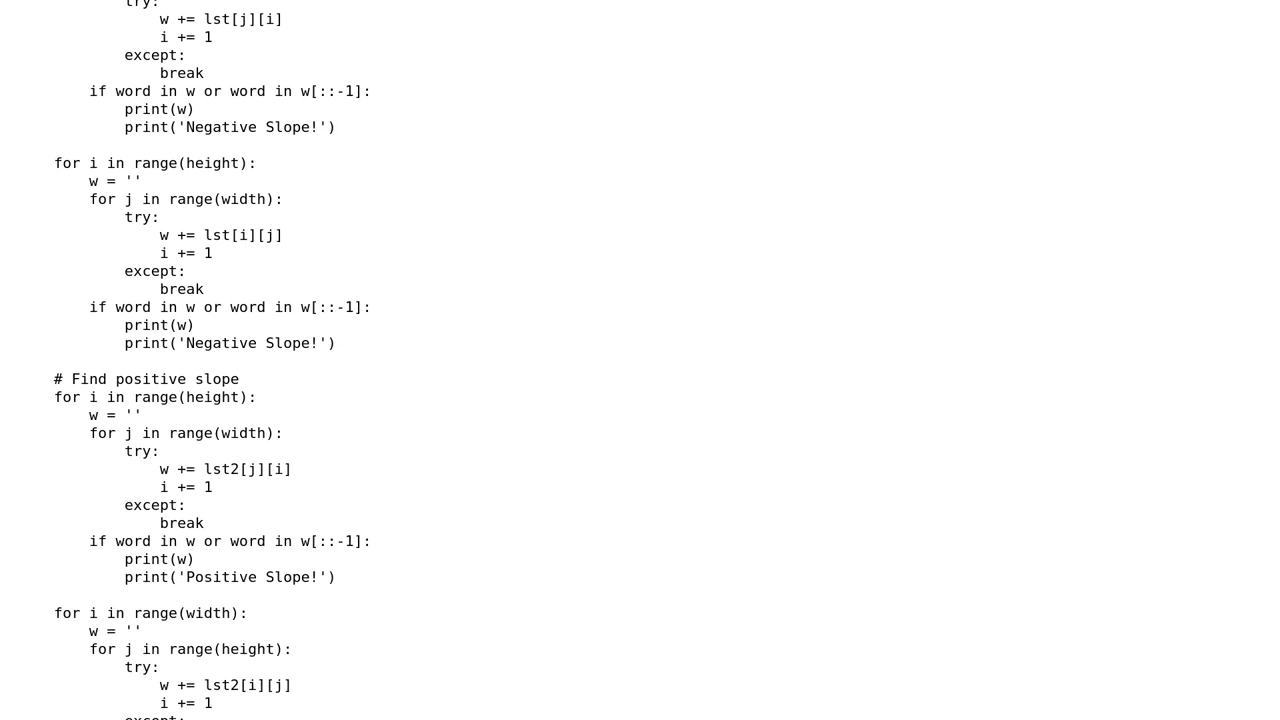 try:
            w += lst[j][i]
            i += 1
        except:
            break
    if word in w or word in w[::-1]:
        print(w)
        print('Negative Slope!')

for i in range(height):
    w = ''
    for j in range(width):
        try:
            w += lst[i][j]
            i += 1
        except:
            break
    if word in w or word in w[::-1]:
        print(w)
        print('Negative Slope!')

# Find positive slope
for i in range(height):
    w = ''
    for j in range(width):
        try:
            w += lst2[j][i]
            i += 1
        except:
            break
    if word in w or word in w[::-1]:
        print(w)
        print('Positive Slope!')

for i in range(width):
    w = ''
    for j in range(height):
        try:
            w += lst2[i][j]
            i += 1
        except: